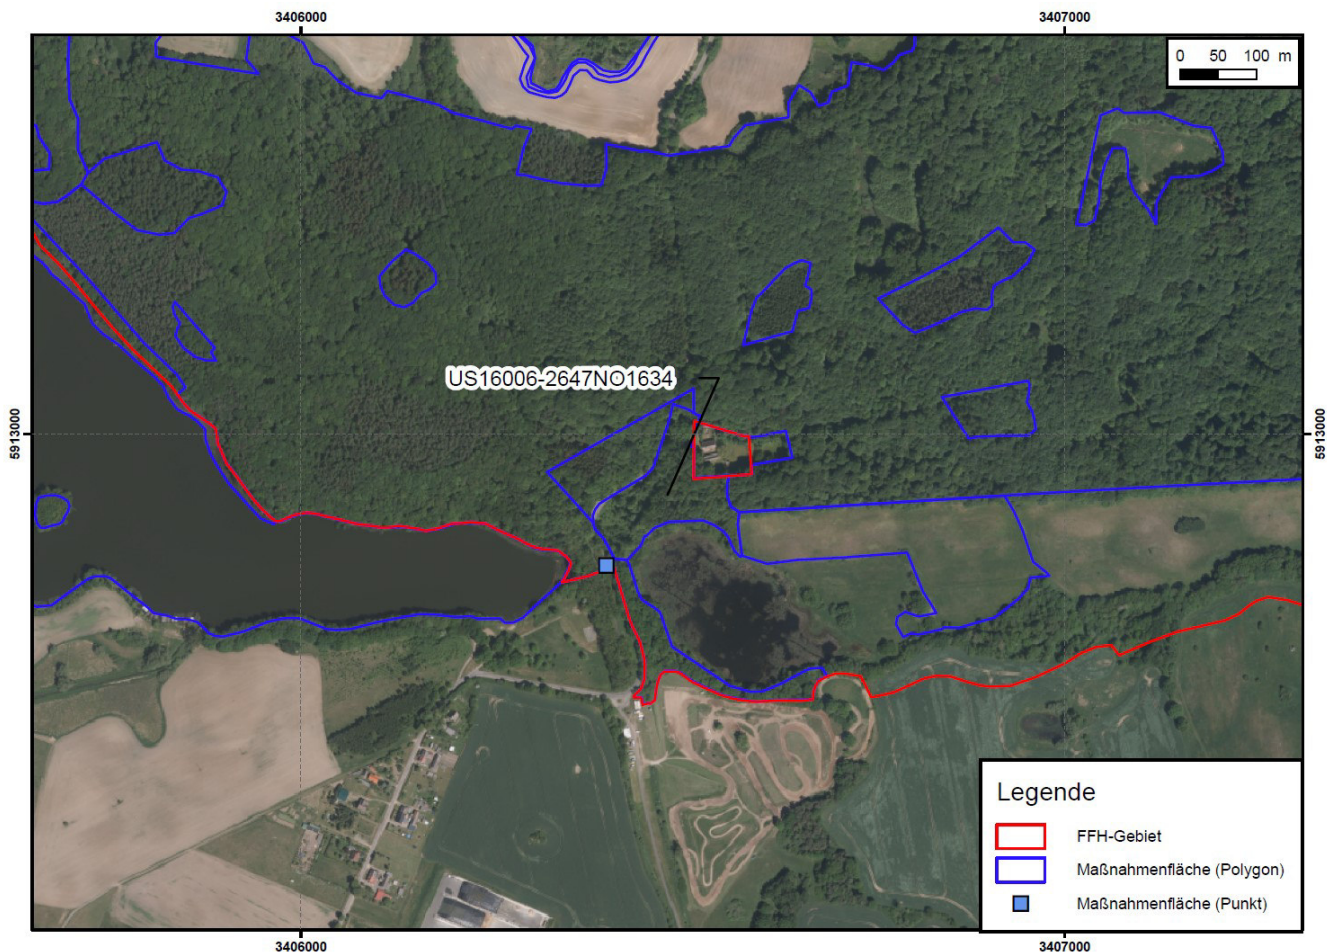 3406000
3407000
0 50 100 m
US16006-2647NO1634
5913000
5913000
Legende
FFH-Gebiet
Maßnahmenfläche (Polygon)
Maßnahmenfläche (Punkt)
3406000
3407000